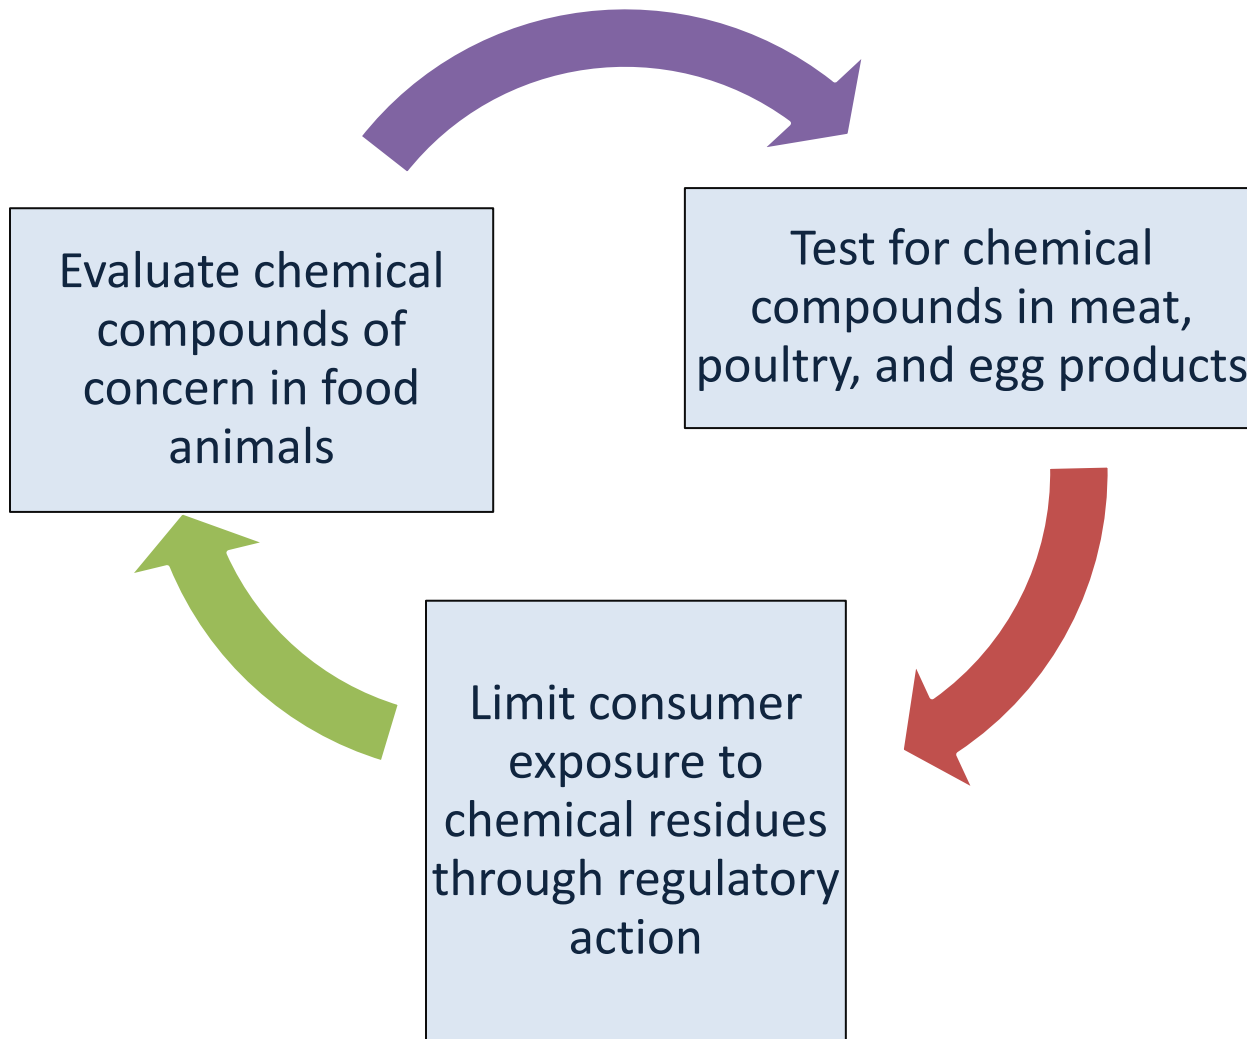 Evaluate chemical
compounds of
concern in food
animals
Test for chemical
compounds in meat,
poultry, and egg products
Limit consumer
exposure to
chemical residues
through regulatory
action